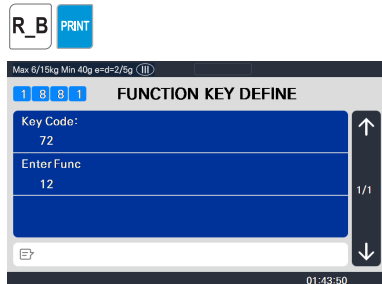 R_B PRINT
Max 6/15kg Min 40g e=d=2/5g III
1 8 8 1 FUNCTION KEY DEFINE
Key Code:
72
Enter Func
12
1/1
01:43:50